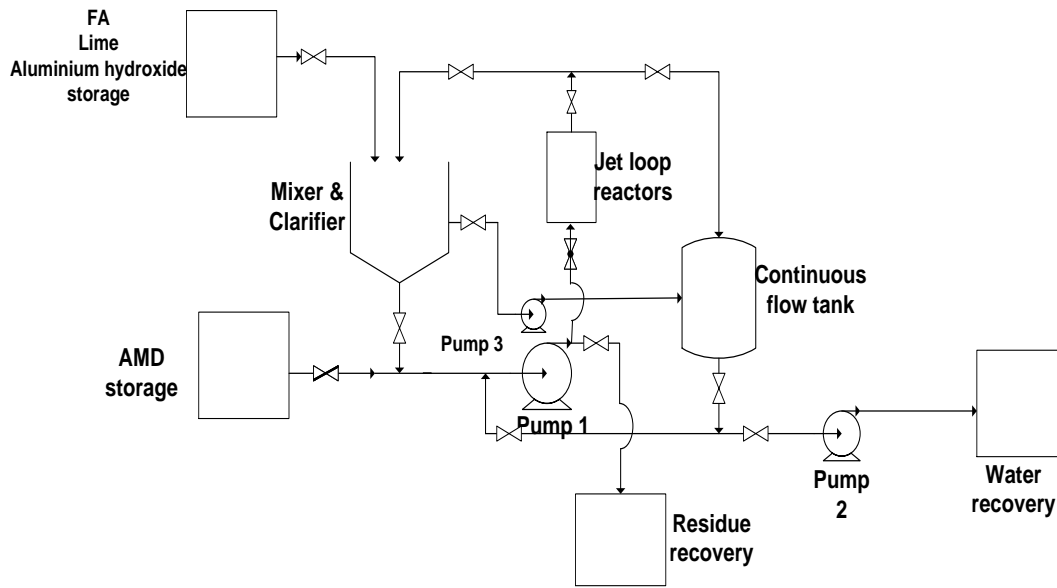 FA
Lime
Aluminium hydroxide
storage
Jet loop
reactors
Mixer &
Clarifier
Continuous
flow tank
Pump 3
AMD
storage
Pump 1
Pump
2
Water
recovery
Residue
recovery